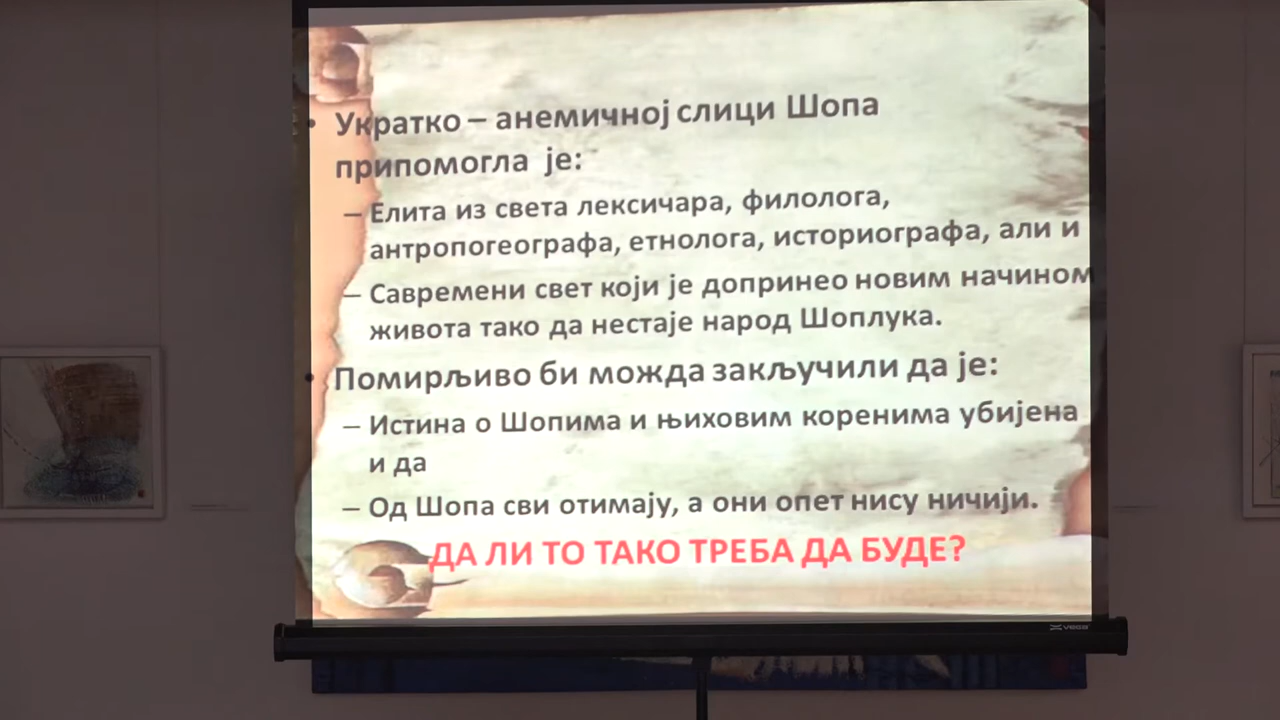 • Укратко – анемичној слици Шопа
припомогла је:
– Елита из света лексичара, филолога,
антропогеографа, етнолога, историографа, али и
– Савремени свет који је допринео новим начином
живота тако да нестаје народ Шоплука.
• Помирљиво би можда закључили да је:
– Истина о Шопима и њиховим коренима убијена
и да
– Од Шопа сви отимају, а они опет нису ничији.
ДА ЛИ ТО ТАКО ТРЕБА ДА БУДЕ?
VEGA